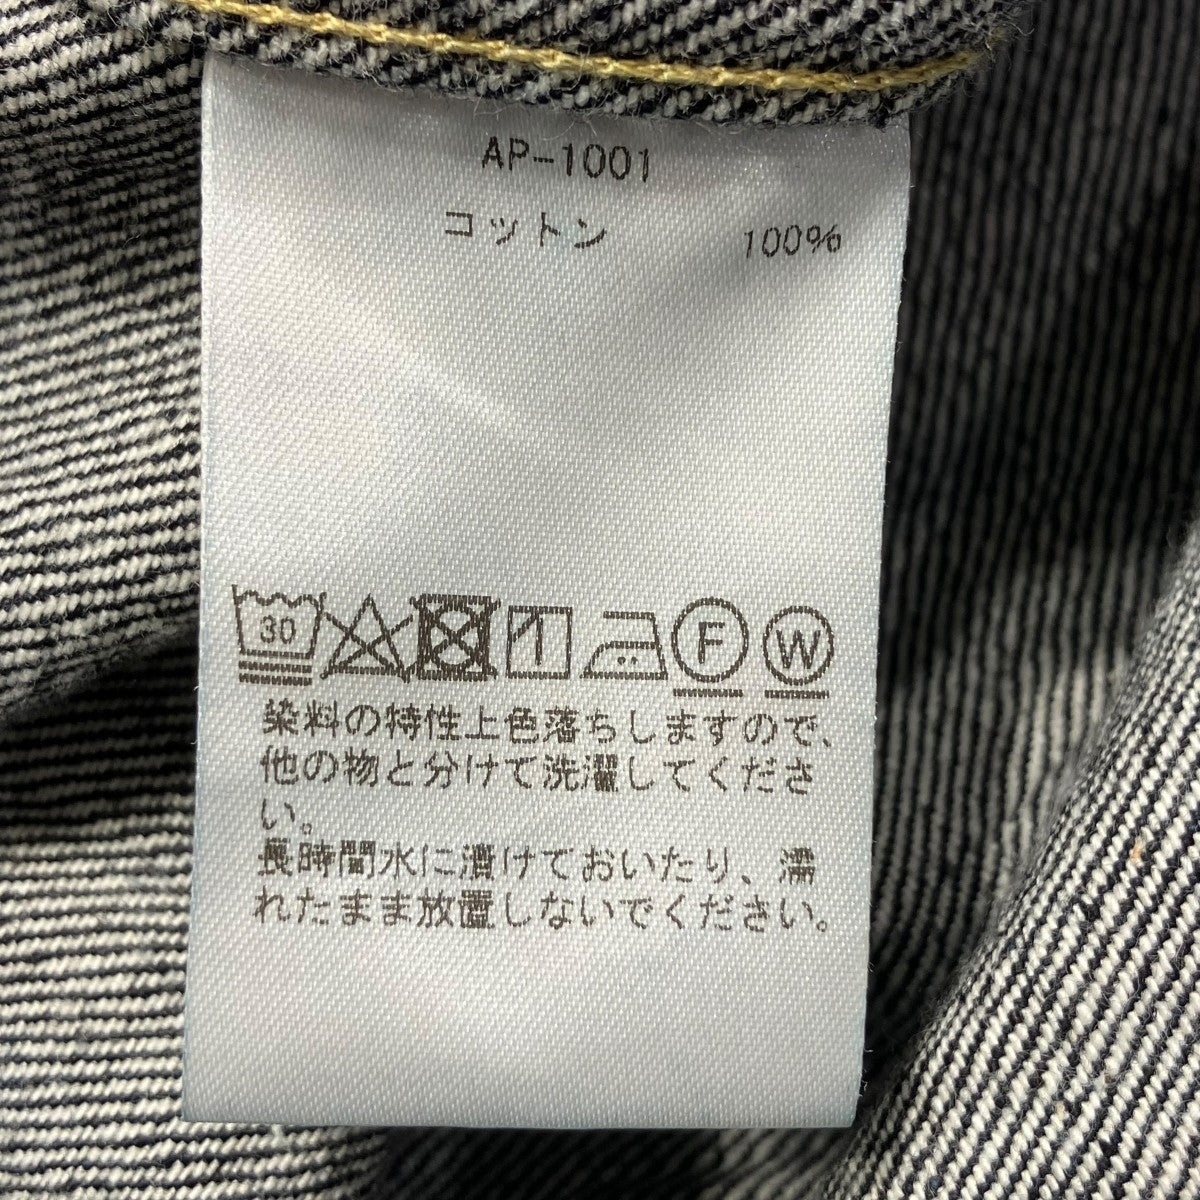 AP-1001
コットン 100%
30 F W
染料の特性上色落ちしますので、
他の物と分けて洗濯してくださ
い。
長時間水に漬けておいたり、濡
れたまま放置しないでください。